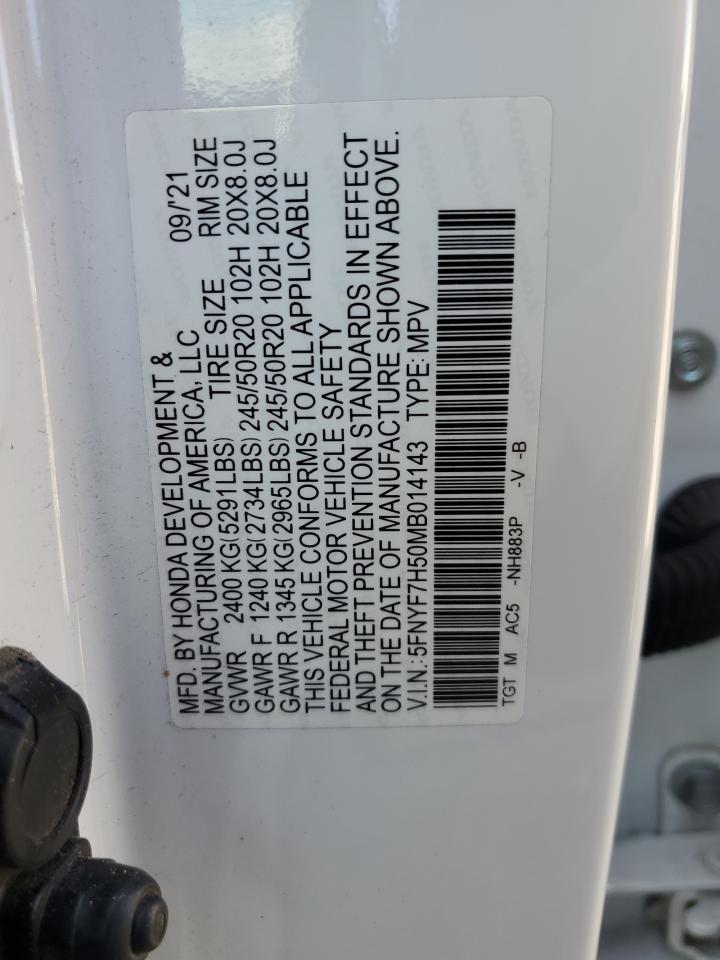 MFD. BY HONDA DEVELOPMENT &
MANUFACTURING OF AMERICA, LLC 09/'21
GVWR 2400 KG(5291LBS) TIRE SIZE RIM SIZE
GAWR F 1240 KG(2734LBS) 245/50R20 102H 20X8.0J
GAWR R 1345 KG(2965LBS) 245/50R20 102H 20X8.0J
THIS VEHICLE CONFORMS TO ALL APPLICABLE
FEDERAL MOTOR VEHICLE SAFETY
AND THEFT PREVENTION STANDARDS IN EFFECT
ON THE DATE OF MANUFACTURE SHOWN ABOVE.
V.I.N.: 5FNYF7H50MB014143 TYPE: MPV
TGT M AC5 -NH883P -V -B